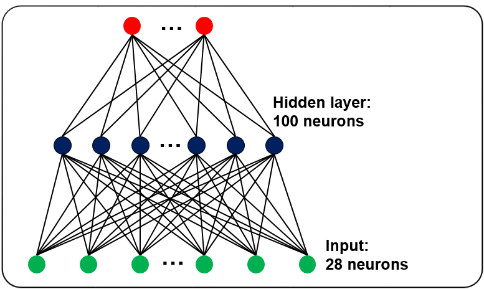 ...
Hidden layer:
100 neurons
...
Input:
28 neurons
...